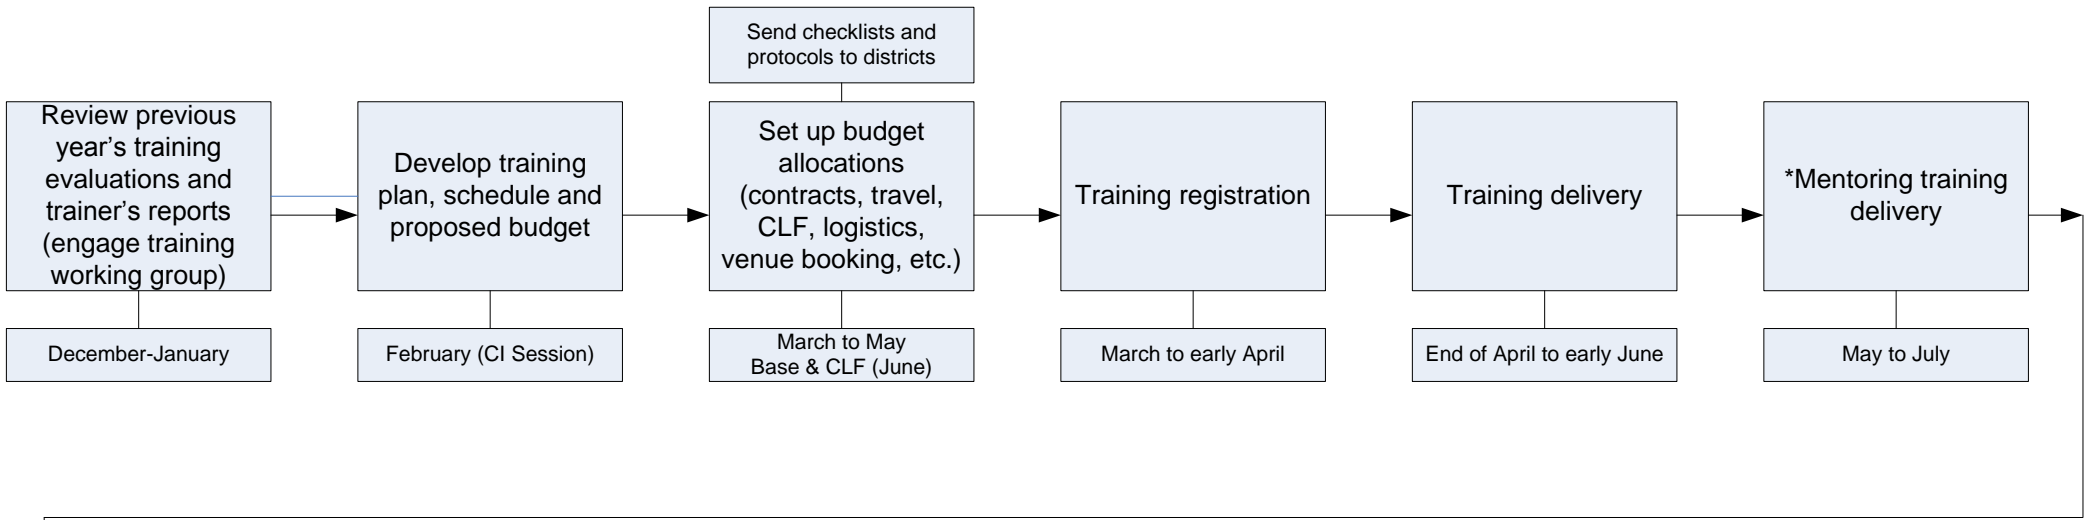 Send checklists and
protocols to districts
Review previous
year's training
evaluations and
trainer's reports
(engage training
working group)
Develop training
plan, schedule and
proposed budget
Set up budget
allocations
(contracts, travel,
CLF, logistics,
venue booking, etc.)
Training registration
Training delivery
*Mentoring training
delivery
December-January
February (CI Session)
March to May
Base & CLF (June)
March to early April
End of April to early June
May to July